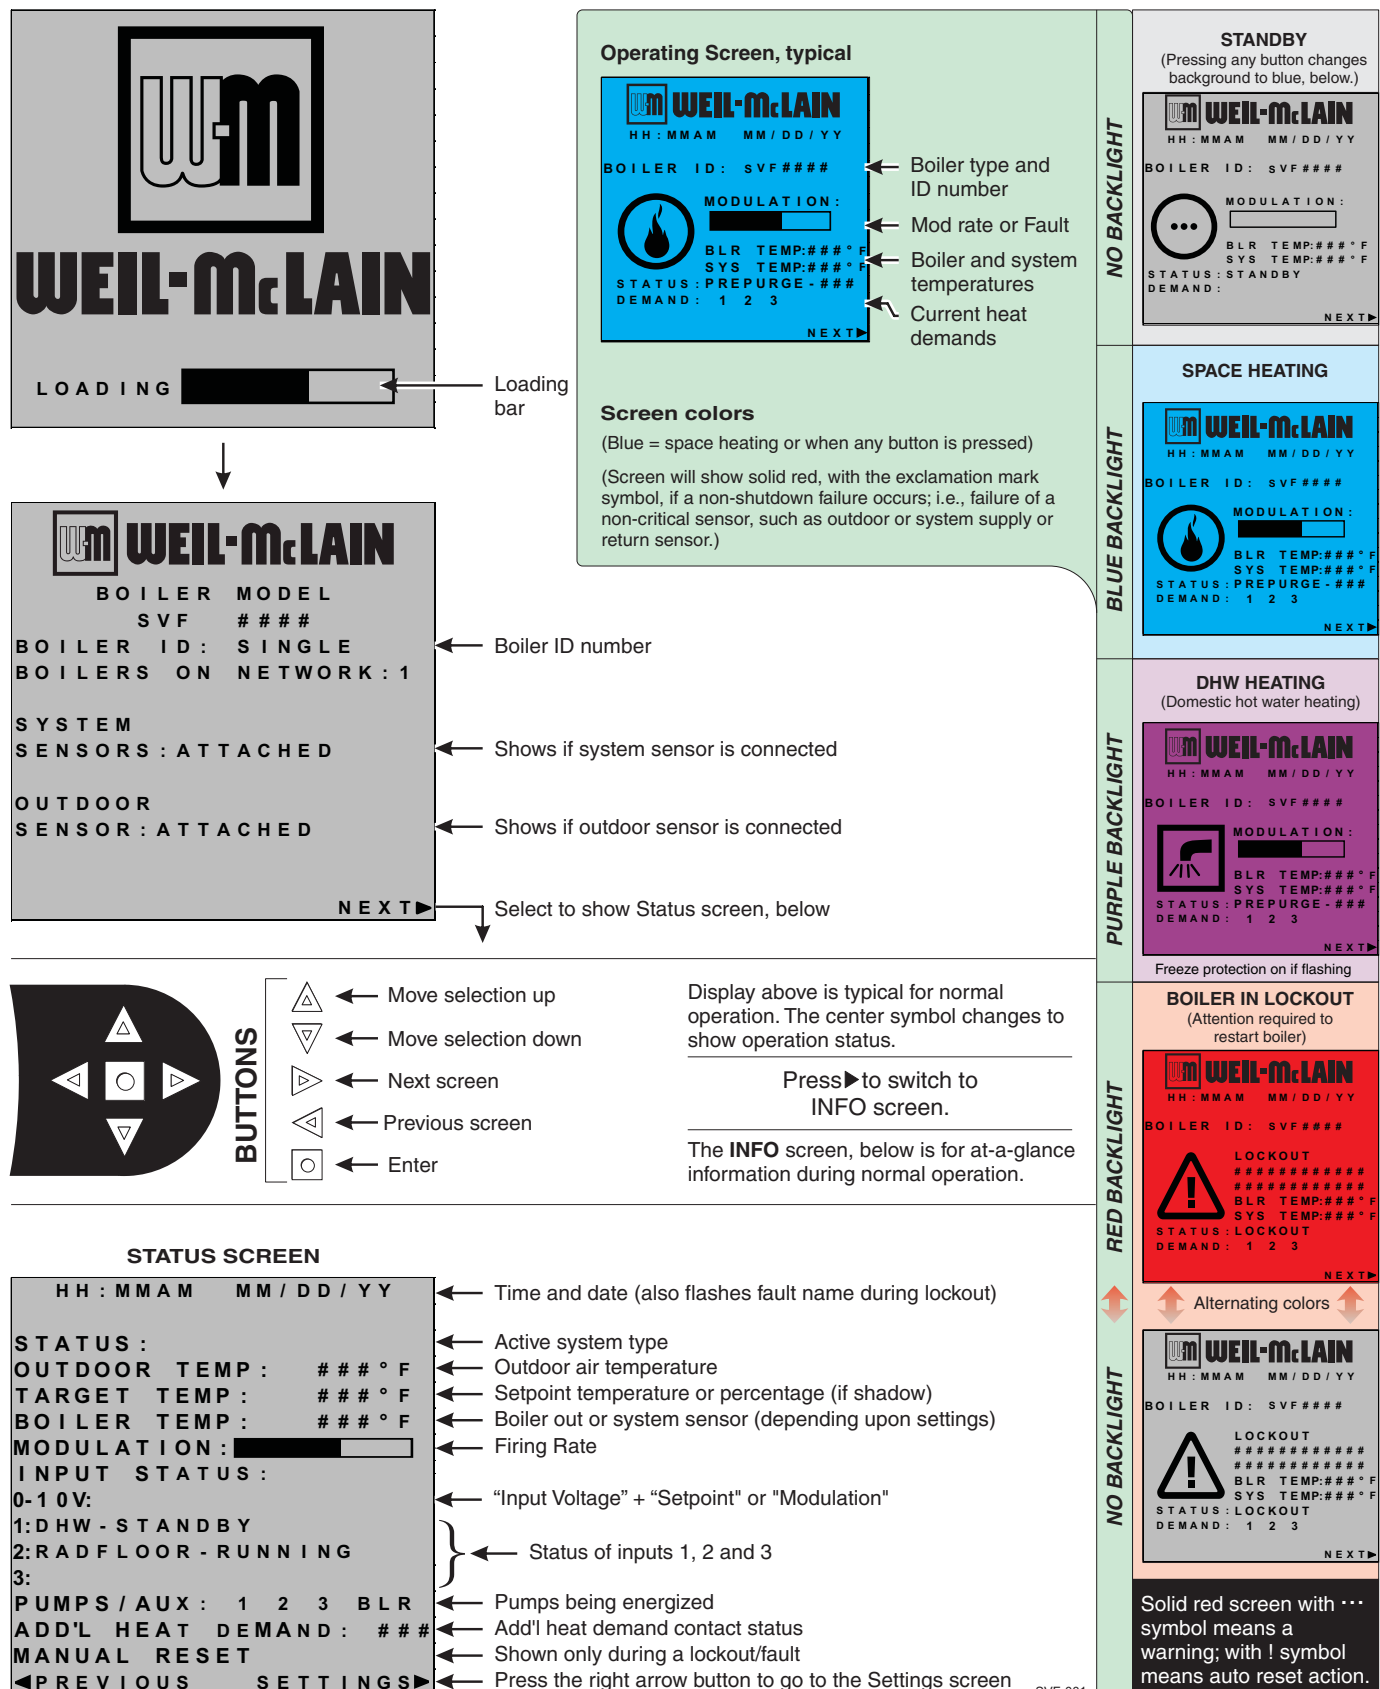 W-M
WEIL-McLAIN
LOADING
Loading
bar
W-M WEIL-McLAIN
BOILER MODEL
SVF ####
BOILER ID: SINGLE
BOILERS ON NETWORK:1
SYSTEM
SENSORS:ATTACHED
OUTDOOR
SENSOR:ATTACHED
NEXT▶
Boiler ID number
Shows if system sensor is connected
Shows if outdoor sensor is connected
Select to show Status screen, below
Operating Screen, typical
W-M WEIL-McLAIN
HH:MMAM MM/DD/YY
BOILER ID: SVF####
MODULATION:
BLR TEMP:###°F
SYS TEMP:###°F
STATUS:PREPURGE-###
DEMAND: 1 2 3
NEXT▶
Boiler type and
ID number
Mod rate or Fault
Boiler and system
temperatures
Current heat
demands
Screen colors
(Blue = space heating or when any button is pressed)
(Screen will show solid red, with the exclamation mark
symbol, if a non-shutdown failure occurs; i.e., failure of a
non-critical sensor, such as outdoor or system supply or
return sensor.)
BUTTONS
Move selection up
Move selection down
Next screen
Previous screen
Enter
Display above is typical for normal
operation. The center symbol changes to
show operation status.
Press▶to switch to
INFO screen.
The INFO screen, below is for at-a-glance
information during normal operation.
STATUS SCREEN
HH:MMAM MM/DD/YY
STATUS:
OUTDOOR TEMP: ###°F
TARGET TEMP: ###°F
BOILER TEMP: ###°F
MODULATION:
INPUT STATUS:
0-10V:
1:DHW-STANDBY
2:RADFLOOR-RUNNING
3:
PUMPS/AUX: 1 2 3 BLR
ADD'L HEAT DEMAND: ###
MANUAL RESET
◀PREVIOUS SETTINGS▶
Time and date (also flashes fault name during lockout)
Active system type
Outdoor air temperature
Setpoint temperature or percentage (if shadow)
Boiler out or system sensor (depending upon settings)
Firing Rate
“Input Voltage” + “Setpoint" or "Modulation"
Status of inputs 1, 2 and 3
Pumps being energized
Add'l heat demand contact status
Shown only during a lockout/fault
Press the right arrow button to go to the Settings screen
NO BACKLIGHT
STANDBY
(Pressing any button changes
background to blue, below.)
W-M WEIL-McLAIN
HH:MMAM MM/DD/YY
BOILER ID: SVF####
MODULATION:
BLR TEMP:###°F
SYS TEMP:###°F
STATUS:STANDBY
DEMAND:
NEXT▶
BLUE BACKLIGHT
SPACE HEATING
W-M WEIL-McLAIN
HH:MMAM MM/DD/YY
BOILER ID: SVF####
MODULATION:
BLR TEMP:###°F
SYS TEMP:###°F
STATUS:PREPURGE-###
DEMAND: 1 2 3
NEXT▶
PURPLE BACKLIGHT
DHW HEATING
(Domestic hot water heating)
W-M WEIL-McLAIN
HH:MMAM MM/DD/YY
BOILER ID: SVF####
MODULATION:
BLR TEMP:###°F
SYS TEMP:###°F
STATUS:PREPURGE-###
DEMAND: 1 2 3
NEXT▶
Freeze protection on if flashing
RED BACKLIGHT
BOILER IN LOCKOUT
(Attention required to
restart boiler)
W-M WEIL-McLAIN
HH:MMAM MM/DD/YY
BOILER ID: SVF####
LOCKOUT
############
############
BLR TEMP:###°F
SYS TEMP:###°F
STATUS:LOCKOUT
DEMAND: 1 2 3
NEXT▶
Alternating colors
NO BACKLIGHT
W-M WEIL-McLAIN
HH:MMAM MM/DD/YY
BOILER ID: SVF####
LOCKOUT
############
############
BLR TEMP:###°F
SYS TEMP:###°F
STATUS:LOCKOUT
DEMAND: 1 2 3
NEXT▶
Solid red screen with ···
symbol means a
warning; with ! symbol
means auto reset action.